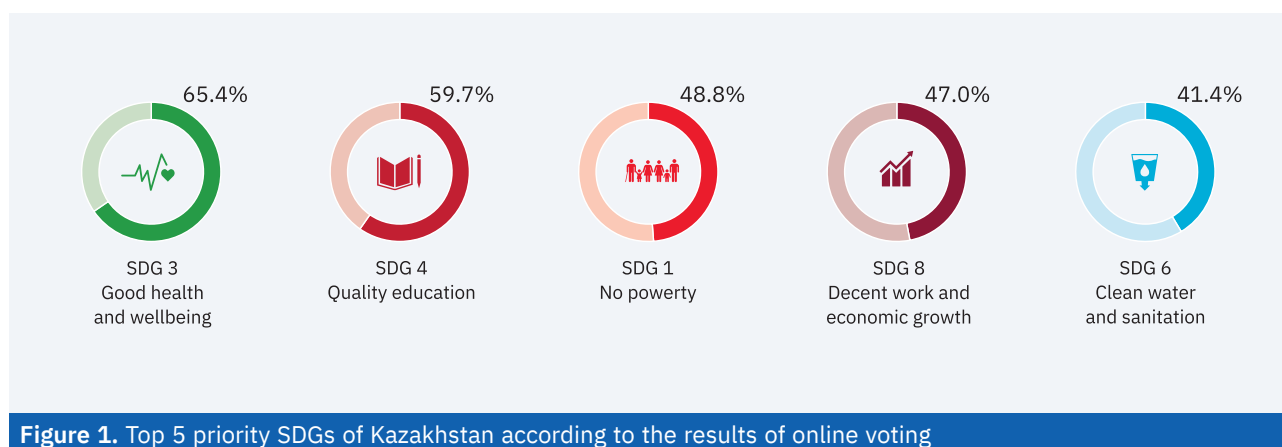 65.4%
59.7%
48.8%
47.0%
41.4%
SDG 3
Good health
and wellbeing
SDG 4
Quality education
SDG 1
No powerty
SDG 8
Decent work and
economic growth
SDG 6
Clean water
and sanitation
Figure 1. Top 5 priority SDGs of Kazakhstan according to the results of online voting